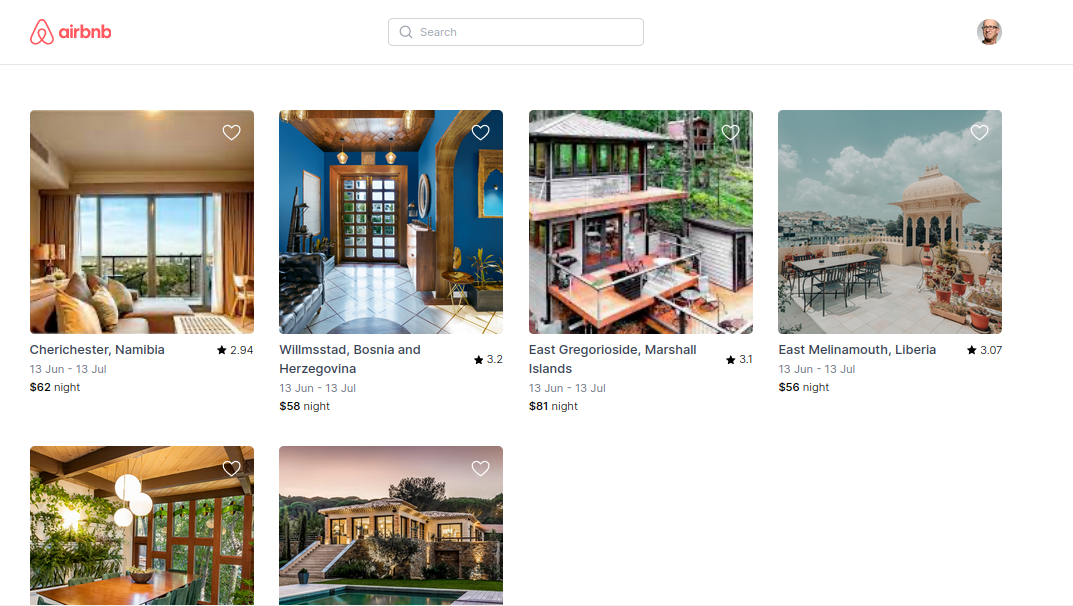 airbnb
Search
Cherichester, Namibia
2.94
13 Jun - 13 Jul
$62 night
Willmsstad, Bosnia and
Herzegovina
3.2
13 Jun - 13 Jul
$58 night
East Gregorioside, Marshall
Islands
3.1
13 Jun - 13 Jul
$81 night
East Melinamouth, Liberia
3.07
13 Jun - 13 Jul
$56 night